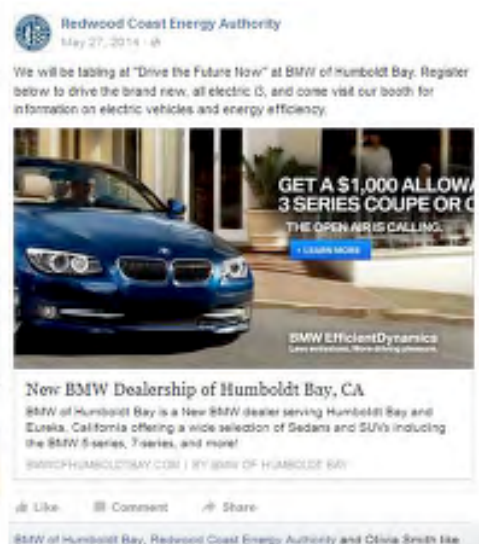 Redwood Coast Energy Authority
May 27, 2014
We will be tabling at "Drive the Future Now" at BMW of Humboldt Bay. Register
below to drive the brand new, all electric i3, and come visit our booth for
information on electric vehicles and energy efficiency.
GET A $1,000 ALLOWA
3 SERIES COUPE OR C
THE OPEN AIR IS CALLING.
LEARN MORE
BMW EfficientDynamics
Less emissions. More driving pleasure.
New BMW Dealership of Humboldt Bay, CA
BMW of Humboldt Bay is a New BMW dealer serving Humboldt Bay and
Eureka, California offering a wide selection of Sedans and SUVs including
the BMW 5-series, 7-series, and more!
BMWOFHUMBOLDTBAY.COM | BY BMW OF HUMBOLDT BAY
Like Comment Share
BMW of Humboldt Bay, Redwood Coast Energy Authority and Olivia Smith like